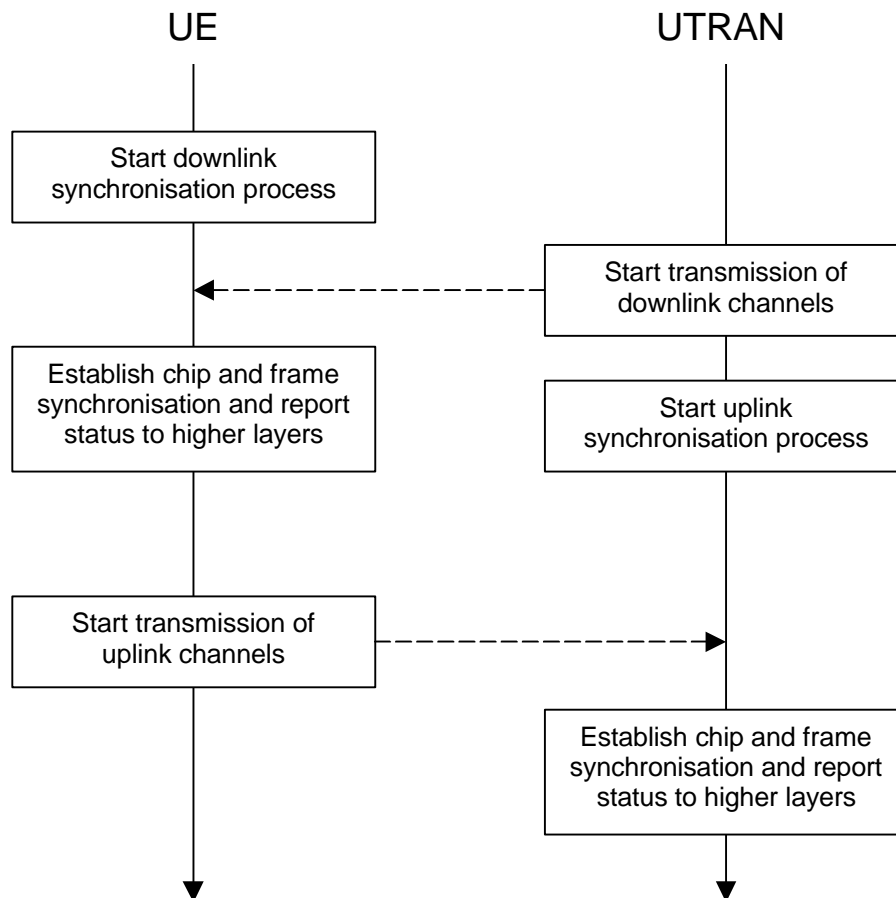 UE
UTRAN
Start downlink
synchronisation process
Start transmission of
downlink channels
Establish chip and frame
synchronisation and report
status to higher layers
Start uplink
synchronisation process
Start transmission of
uplink channels
Establish chip and frame
synchronisation and report
status to higher layers